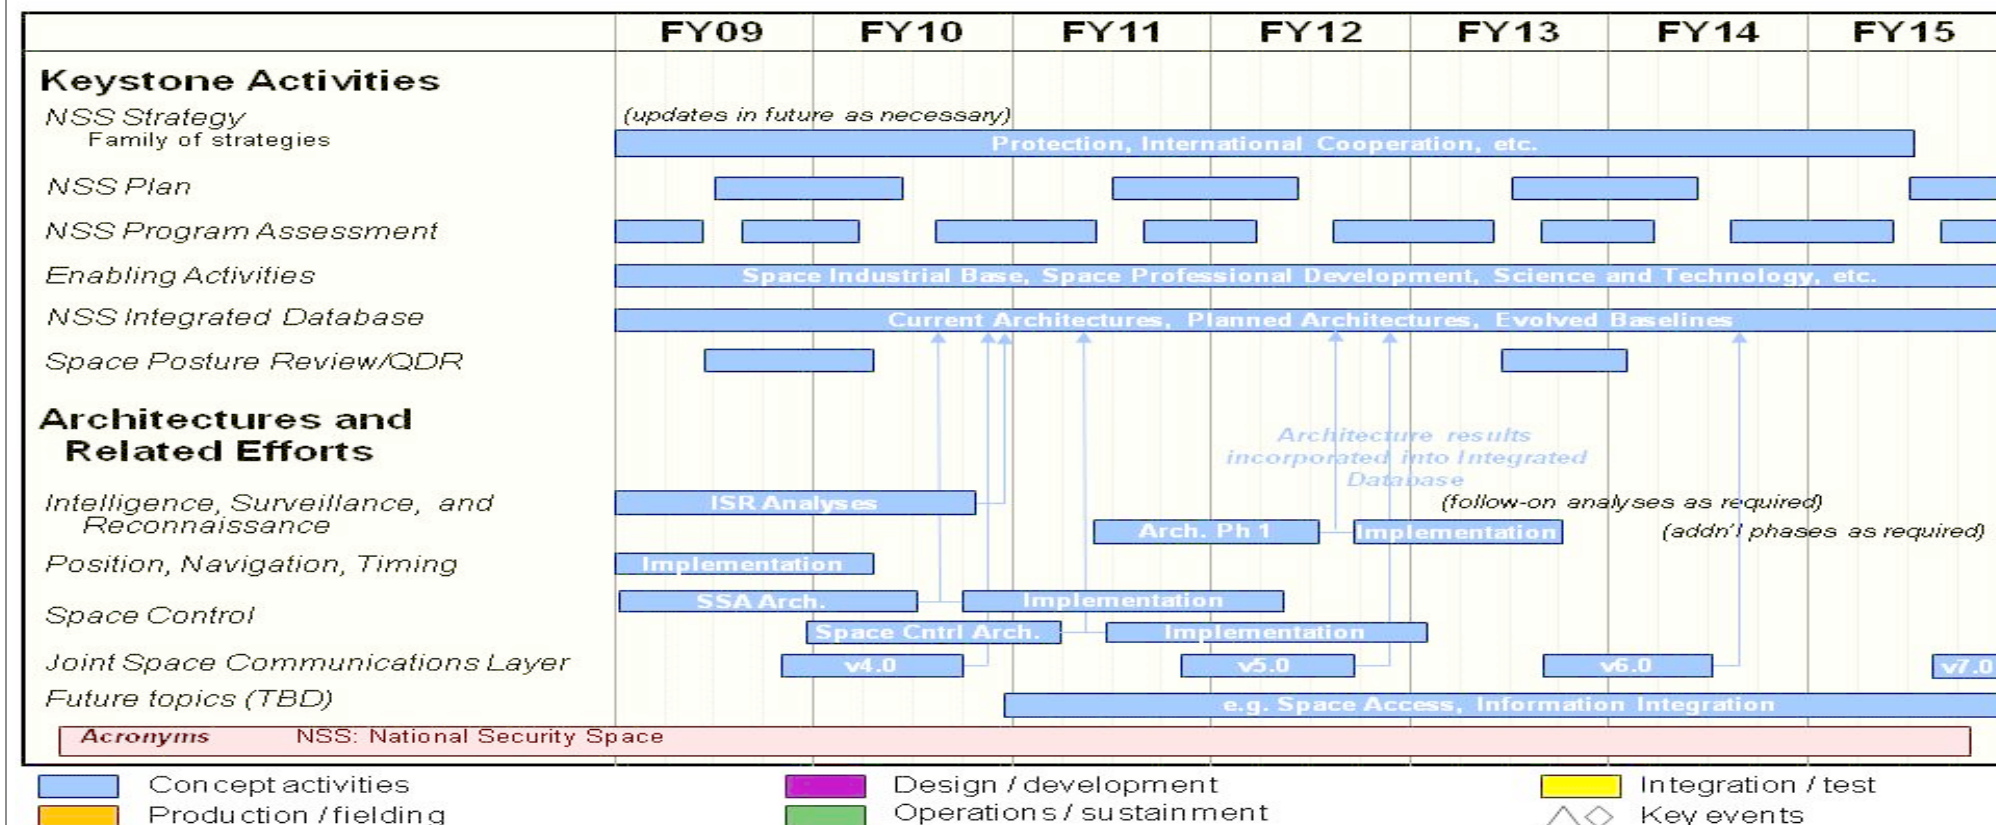 FY09 FY10 FY11 FY12 FY13 FY14 FY15
Keystone Activities
NSS Strategy
(updates in future as necessary)
Family of strategies
Protection, International Cooperation, etc.
NSS Plan
NSS Program Assessment
Enabling Activities
Space Industrial Base, Space Professional Development, Science and Technology, etc.
NSS Integrated Database
Current Architectures, Planned Architectures, Evolved Baselines
Space Posture Review/QDR
Architectures and
Related Efforts
Architecture results
incorporated into Integrated
Database
Intelligence, Surveillance, and
Reconnaissance
ISR Analyses
(follow-on analyses as required)
Arch. Ph 1
Implementation
(addn'l phases as required)
Position, Navigation, Timing
Implementation
Space Control
SSA Arch.
Implementation
Space Cntrl Arch.
Implementation
Joint Space Communications Layer
v4.0
v5.0
v6.0
v7.0
Future topics (TBD)
e.g. Space Access, Information Integration
Acronyms NSS: National Security Space
Concept activities
Design / development
Integration / test
Production / fielding
Operations / sustainment
Key events